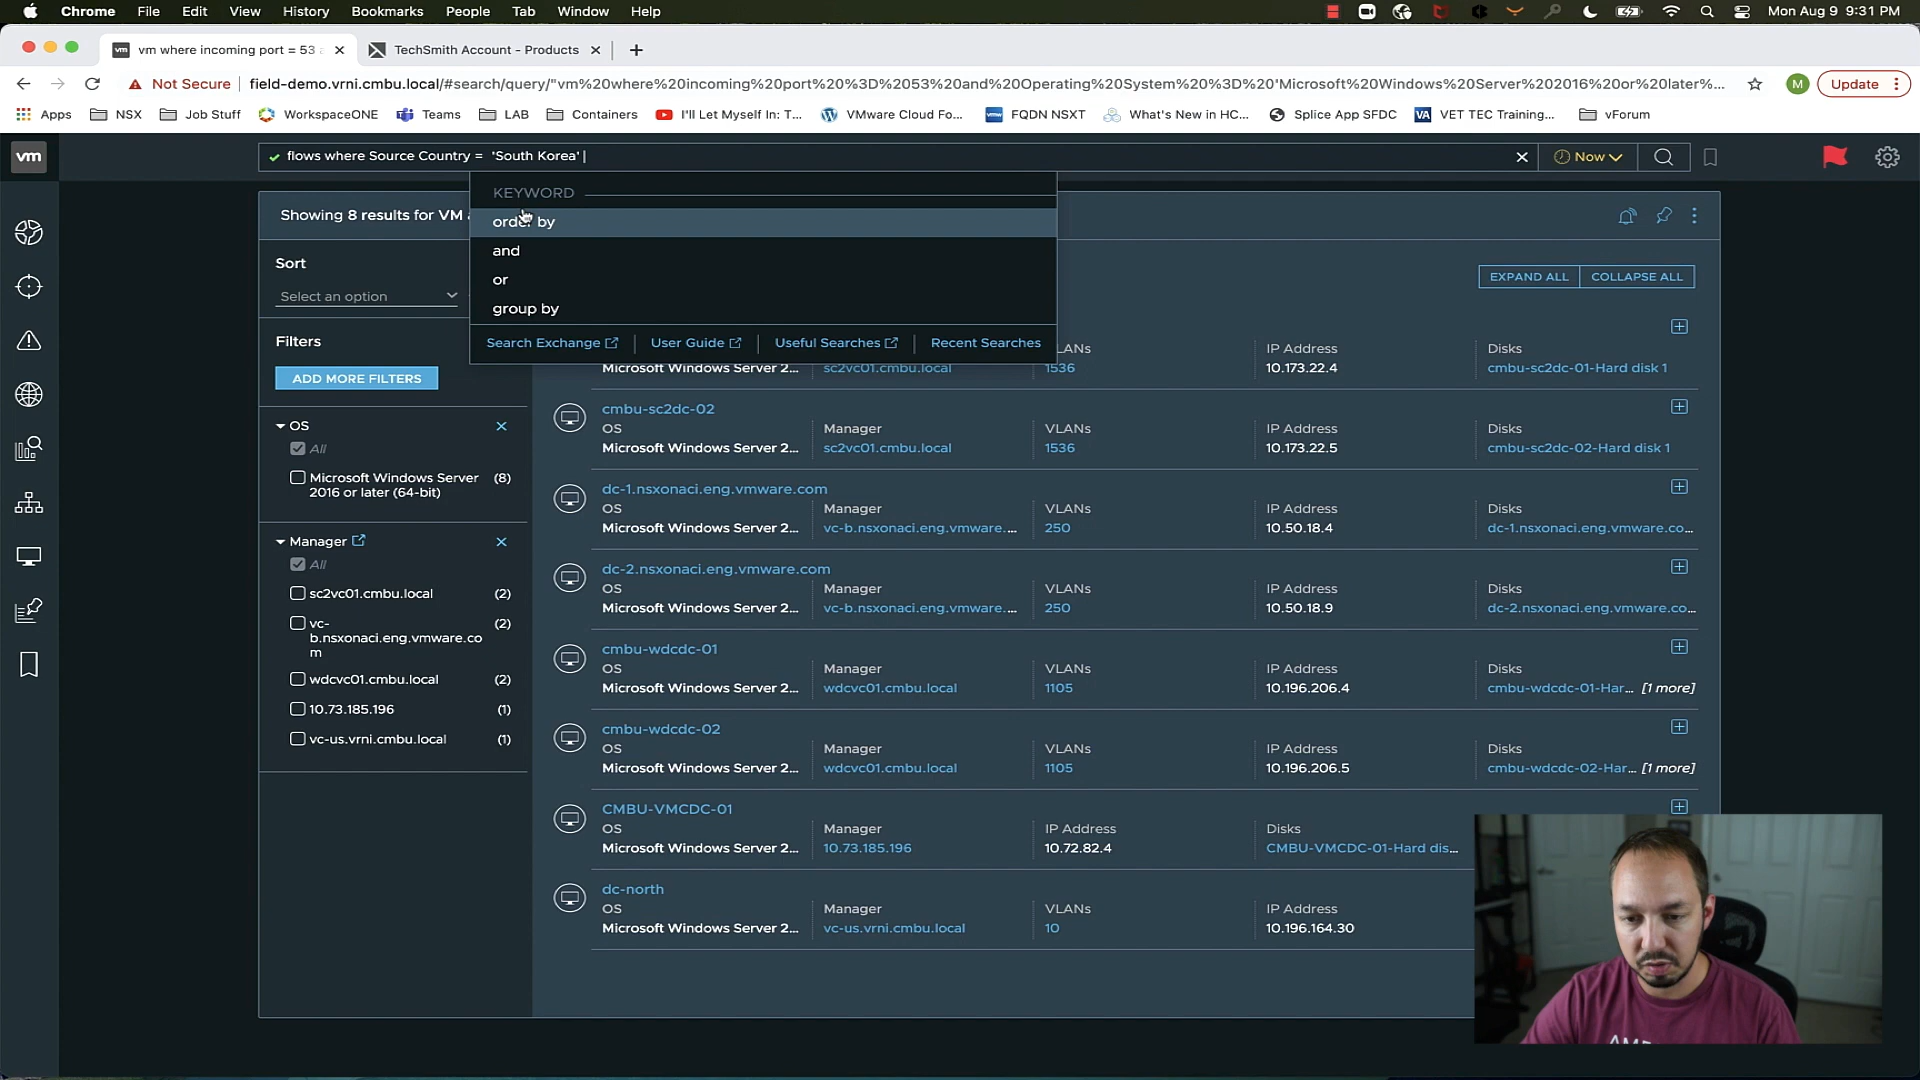 Chrome File Edit View History Bookmarks People Tab Window Help Mon Aug 9 9:31 PM
vm where incoming port = 53 a
TechSmith Account - Products
Not Secure field-demo.vrni.cmbu.local/#search/query/"vm%20where%20incoming%20port%20%3D%2053%20and%20Operating%20System%20%3D%20'Microsoft%20Windows%20Server%202016%20or%20later%... M Update
Apps NSX Job Stuff WorkspaceONE Teams LAB Containers I'll Let Myself In: T... VMware Cloud Fo... FQDN NSXT What's New in HC... Splice App SFDC VA VET TEC Training... vForum
vm flows where Source Country = 'South Korea' Now
KEYWORD
order by
and
or
group by
Search Exchange User Guide Useful Searches Recent Searches
Showing 8 results for VM
Sort
Select an option
Filters
ADD MORE FILTERS
OS
All
Microsoft Windows Server 2016 or later (64-bit) (8)
Manager
All
sc2vc01.cmbu.local (2)
vc-b.nsxonaci.eng.vmware.com (2)
wdcvc01.cmbu.local (2)
10.73.185.196 (1)
vc-us.vrni.cmbu.local (1)
EXPAND ALL COLLAPSE ALL
LANs IP Address Disks
Microsoft Windows Server 2... sc2vc01.cmbu.local 1536 10.173.22.4 cmbu-sc2dc-01-Hard disk 1
cmbu-sc2dc-02
OS Manager VLANs IP Address Disks
Microsoft Windows Server 2... sc2vc01.cmbu.local 1536 10.173.22.5 cmbu-sc2dc-02-Hard disk 1
dc-1.nsxonaci.eng.vmware.com
OS Manager VLANs IP Address Disks
Microsoft Windows Server 2... vc-b.nsxonaci.eng.vmware.... 250 10.50.18.4 dc-1.nsxonaci.eng.vmware.co...
dc-2.nsxonaci.eng.vmware.com
OS Manager VLANs IP Address Disks
Microsoft Windows Server 2... vc-b.nsxonaci.eng.vmware.... 250 10.50.18.9 dc-2.nsxonaci.eng.vmware.co...
cmbu-wdcdc-01
OS Manager VLANs IP Address Disks
Microsoft Windows Server 2... wdcvc01.cmbu.local 1105 10.196.206.4 cmbu-wdcdc-01-Har... [1 more]
cmbu-wdcdc-02
OS Manager VLANs IP Address Disks
Microsoft Windows Server 2... wdcvc01.cmbu.local 1105 10.196.206.5 cmbu-wdcdc-02-Har... [1 more]
CMBU-VMCDC-01
OS Manager IP Address Disks
Microsoft Windows Server 2... 10.73.185.196 10.72.82.4 CMBU-VMCDC-01-Hard dis...
dc-north
OS Manager VLANs IP Address
Microsoft Windows Server 2... vc-us.vrni.cmbu.local 10 10.196.164.30